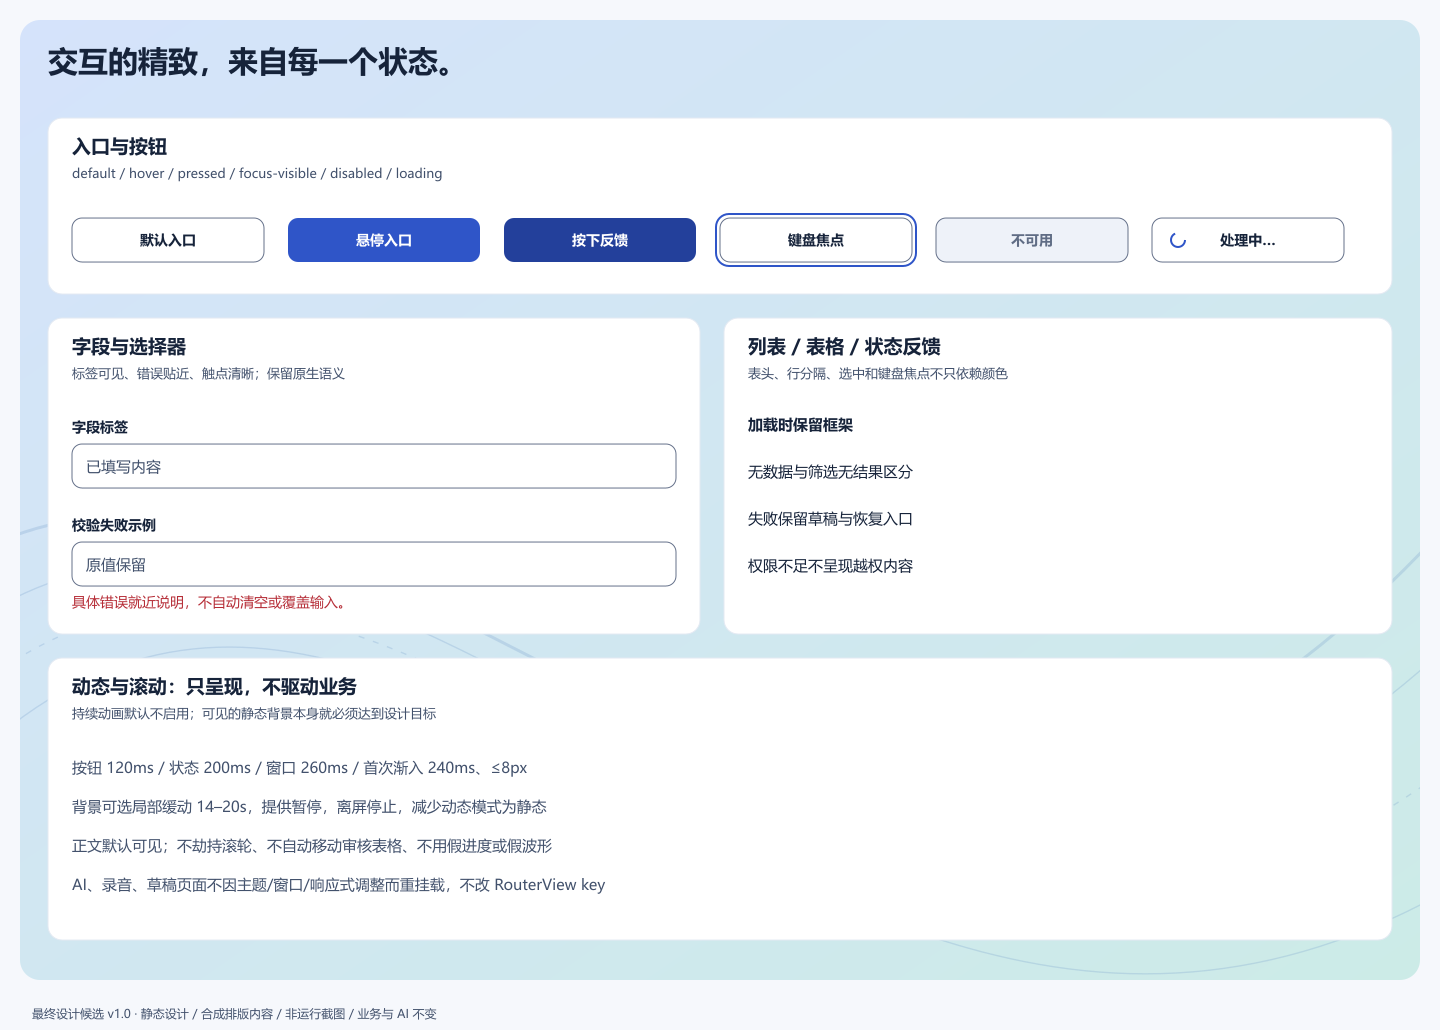 交互的精致，来自每一个状态。
入口与按钮
default / hover / pressed / focus-visible / disabled / loading
默认入口
悬停入口
按下反馈
键盘焦点
不可用
处理中...
字段与选择器
标签可见、错误贴近、触点清晰；保留原生语义
字段标签
已填写内容
校验失败示例
原值保留
具体错误就近说明，不自动清空或覆盖输入。
列表 / 表格 / 状态反馈
表头、行分隔、选中和键盘焦点不只依赖颜色
加载时保留框架
无数据与筛选无结果区分
失败保留草稿与恢复入口
权限不足不呈现越权内容
动态与滚动：只呈现，不驱动业务
持续动画默认不启用；可见的静态背景本身就必须达到设计目标
按钮 120ms / 状态 200ms / 窗口 260ms / 首次渐入 240ms、≤8px
背景可选局部缓动 14–20s，提供暂停，离屏停止，减少动态模式为静态
正文默认可见；不劫持滚轮、不自动移动审核表格、不用假进度或假波形
AI、录音、草稿页面不因主题/窗口/响应式调整而重挂载，不改 RouterView key
最终设计候选 v1.0 · 静态设计 / 合成排版内容 / 非运行截图 / 业务与 AI 不变